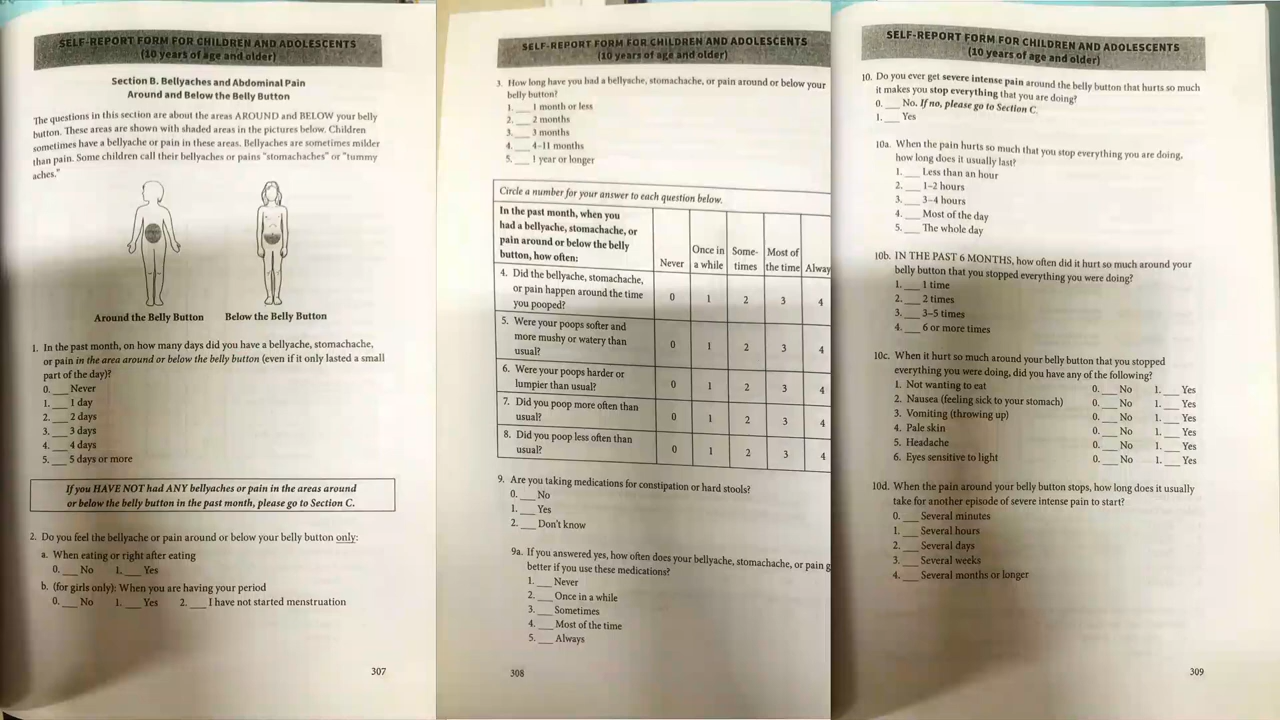 SELF-REPORT FORM FOR CHILDREN AND ADOLESCENTS
(10 years of age and older)
Section B. Bellyaches and Abdominal Pain
Around and Below the Belly Button
The questions in this section are about the areas AROUND and BELOW your belly
button. These areas are shown with shaded areas in the pictures below. Children
sometimes have a bellyache or pain in these areas. Bellyaches are sometimes milder
than pain. Some children call their bellyaches or pains "stomachaches" or "tummy
aches."
Around the Belly Button Below the Belly Button
1. In the past month, on how many days did you have a bellyache, stomachache,
or pain in the area around or below the belly button (even if it only lasted a small
part of the day)?
0. ___ Never
1. ___ 1 day
2. ___ 2 days
3. ___ 3 days
4. ___ 4 days
5. ___ 5 days or more
If you HAVE NOT had ANY bellyaches or pain in the areas around
or below the belly button in the past month, please go to Section C.
2. Do you feel the bellyache or pain around or below your belly button only:
a. When eating or right after eating
0. ___ No 1. ___ Yes
b. (for girls only): When you are having your period
0. ___ No 1. ___ Yes 2. ___ I have not started menstruation
307
SELF-REPORT FORM FOR CHILDREN AND ADOLESCENTS
(10 years of age and older)
3. How long have you had a bellyache, stomachache, or pain around or below your
belly button?
1. ___ 1 month or less
2. ___ 2 months
3. ___ 3 months
4. ___ 4-11 months
5. ___ 1 year or longer
Circle a number for your answer to each question below.
In the past month, when you
had a bellyache, stomachache, or
pain around or below the belly
button, how often:
Never
Once in
a while
Some-
times
Most of
the time
Alway
4. Did the bellyache, stomachache,
or pain happen around the time
you pooped?
0 1 2 3 4
5. Were your poops softer and
more mushy or watery than
usual?
0 1 2 3 4
6. Were your poops harder or
lumpier than usual?
0 1 2 3 4
7. Did you poop more often than
usual?
0 1 2 3 4
8. Did you poop less often than
usual?
0 1 2 3 4
9. Are you taking medications for constipation or hard stools?
0. ___ No
1. ___ Yes
2. ___ Don't know
9a. If you answered yes, how often does your bellyache, stomachache, or pain g
better if you use these medications?
1. ___ Never
2. ___ Once in a while
3. ___ Sometimes
4. ___ Most of the time
5. ___ Always
308
SELF-REPORT FORM FOR CHILDREN AND ADOLESCENTS
(10 years of age and older)
10. Do you ever get severe intense pain around the belly button that hurts so much
it makes you stop everything that you are doing?
0. ___ No. If no, please go to Section C.
1. ___ Yes
10a. When the pain hurts so much that you stop everything you are doing,
how long does it usually last?
1. ___ Less than an hour
2. ___ 1-2 hours
3. ___ 3-4 hours
4. ___ Most of the day
5. ___ The whole day
10b. IN THE PAST 6 MONTHS, how often did it hurt so much around your
belly button that you stopped everything you were doing?
1. ___ 1 time
2. ___ 2 times
3. ___ 3-5 times
4. ___ 6 or more times
10c. When it hurt so much around your belly button that you stopped
everything you were doing, did you have any of the following?
1. Not wanting to eat 0. ___ No 1. ___ Yes
2. Nausea (feeling sick to your stomach) 0. ___ No 1. ___ Yes
3. Vomiting (throwing up) 0. ___ No 1. ___ Yes
4. Pale skin 0. ___ No 1. ___ Yes
5. Headache 0. ___ No 1. ___ Yes
6. Eyes sensitive to light 0. ___ No 1. ___ Yes
10d. When the pain around your belly button stops, how long does it usually
take for another episode of severe intense pain to start?
0. ___ Several minutes
1. ___ Several hours
2. ___ Several days
3. ___ Several weeks
4. ___ Several months or longer
309